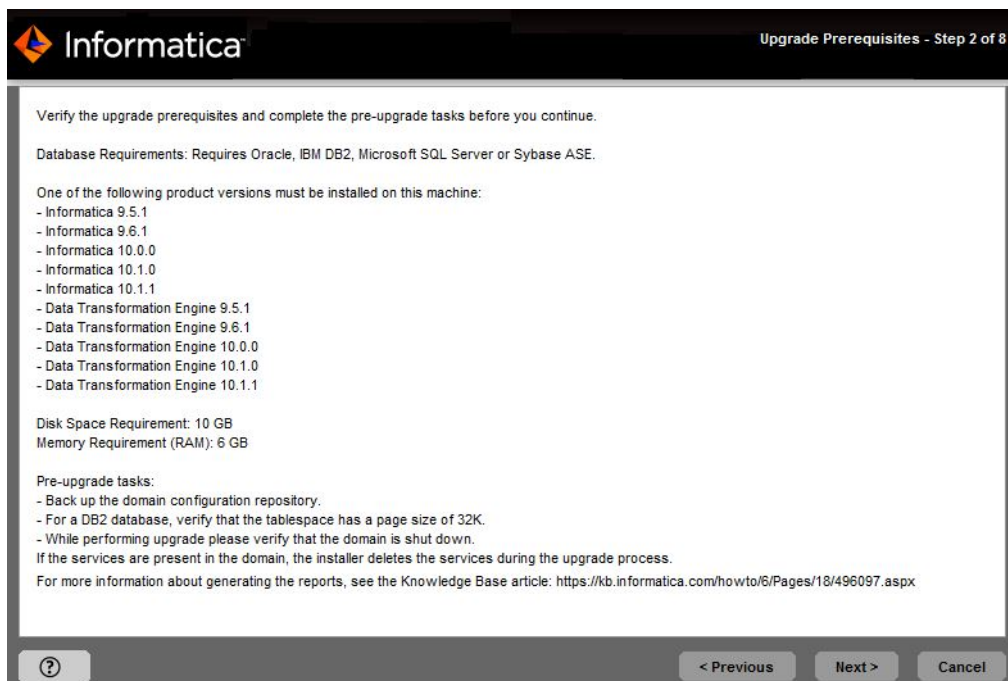 Informatica
Upgrade Prerequisites - Step 2 of 8
Verify the upgrade prerequisites and complete the pre-upgrade tasks before you continue.
Database Requirements: Requires Oracle, IBM DB2, Microsoft SQL Server or Sybase ASE.
One of the following product versions must be installed on this machine:
- Informatica 9.5.1
- Informatica 9.6.1
- Informatica 10.0.0
- Informatica 10.1.0
- Informatica 10.1.1
- Data Transformation Engine 9.5.1
- Data Transformation Engine 9.6.1
- Data Transformation Engine 10.0.0
- Data Transformation Engine 10.1.0
- Data Transformation Engine 10.1.1
Disk Space Requirement: 10 GB
Memory Requirement (RAM): 6 GB
Pre-upgrade tasks:
- Back up the domain configuration repository.
- For a DB2 database, verify that the tablespace has a page size of 32K.
- While performing upgrade please verify that the domain is shut down.
If the services are present in the domain, the installer deletes the services during the upgrade process.
For more information about generating the reports, see the Knowledge Base article: https://kb.informatica.com/howto/6/Pages/18/496097.aspx
?
< Previous
Next >
Cancel